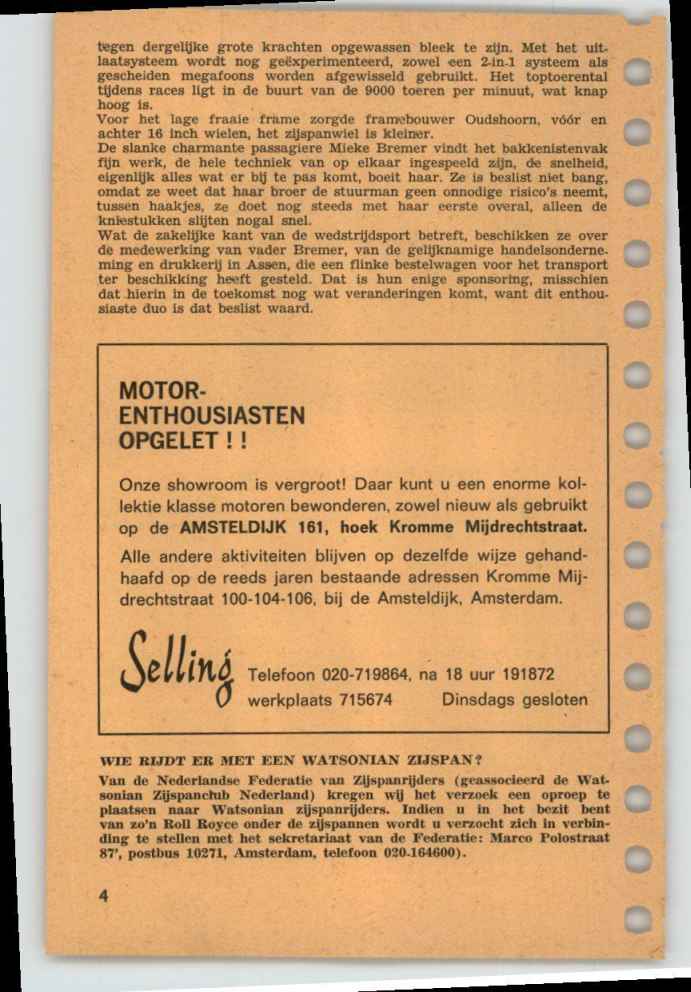 tegen dergelijke grote krachten opgewassen bleek te zijn. Met het uit-
laatsysteem wordt nog geëxperimenteerd, zowel een 2-in-1 systeem als
gescheiden megafoons worden afgewisseld gebruikt. Het toptoerental
tijdens races ligt in de buurt van de 9000 toeren per minuut, wat knap
hoog is.
Voor het lage fraaie frame zorgde framebouwer Oudshoorn, vóór en
achter 16 inch wielen, het zijspanwiel is kleiner.
De slanke charmante passagiere Mieke Bremer vindt het bakkenistenvak
fijn werk, de hele techniek van op elkaar ingespeeld zijn, de snelheid,
eigenlijk alles wat er bij te pas komt, boeit haar. Ze is beslist niet bang,
omdat ze weet dat haar broer de stuurman geen onnodige risico's neemt,
tussen haakjes, ze doet nog steeds met haar eerste overal, alleen de
kniestukken slijten nogal snel.
Wat de zakelijke kant van de wedstrijdsport betreft, beschikken ze over
de medewerking van vader Bremer, van de gelijknamige handelsonderne-
ming en drukkerij in Assen, die een flinke bestelwagen voor het transport
ter beschikking heeft gesteld. Dat is hun enige sponsoring, misschien
dat hierin in de toekomst nog wat veranderingen komt, want dit enthou-
siaste duo is dat beslist waard.
MOTOR-
ENTHOUSIASTEN
OPGELET ! !
Onze showroom is vergroot! Daar kunt u een enorme kol-
lektie klasse motoren bewonderen, zowel nieuw als gebruikt
op de AMSTELDIJK 161, hoek Kromme Mijdrechtstraat.
Alle andere aktiviteiten blijven op dezelfde wijze gehand-
haafd op de reeds jaren bestaande adressen Kromme Mij-
drechtstraat 100-104-106, bij de Amsteldijk, Amsterdam.
Selling Telefoon 020-719864, na 18 uur 191872
werkplaats 715674 Dinsdags gesloten
WIE RIJDT ER MET EEN WATSONIAN ZIJSPAN?
Van de Nederlandse Federatie van Zijspanrijders (geassocieerd de Wat-
sonian Zijspanclub Nederland) kregen wij het verzoek een oproep te
plaatsen naar Watsonian zijspanrijders. Indien u in het bezit bent
van zo'n Roll Royce onder de zijspannen wordt u verzocht zich in verbin-
ding te stellen met het sekretariaat van de Federatie: Marco Polostraat
87', postbus 10271, Amsterdam, telefoon 020-164600).
4